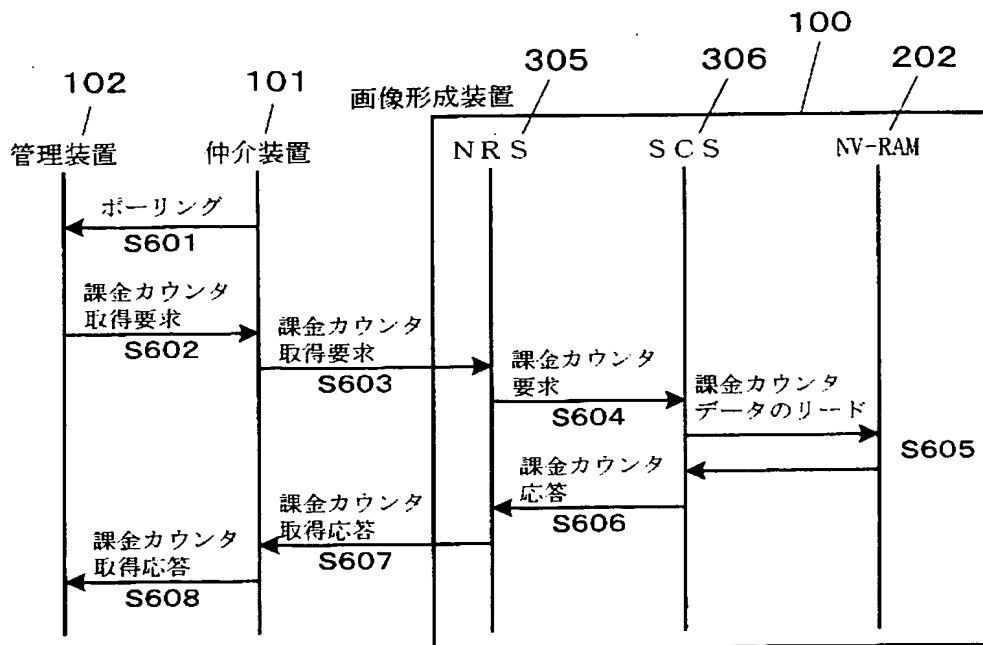 100
102
101
305
306
202
画像形成装置
管理装置
仲介装置
NRS
SCS
NV-RAM
ポーリング
S601
課金カウンタ
取得要求
S602
課金カウンタ
取得要求
S603
課金カウンタ
要求
S604
課金カウンタ
データのリード
S605
課金カウンタ
応答
S606
課金カウンタ
取得応答
S607
課金カウンタ
取得応答
S608